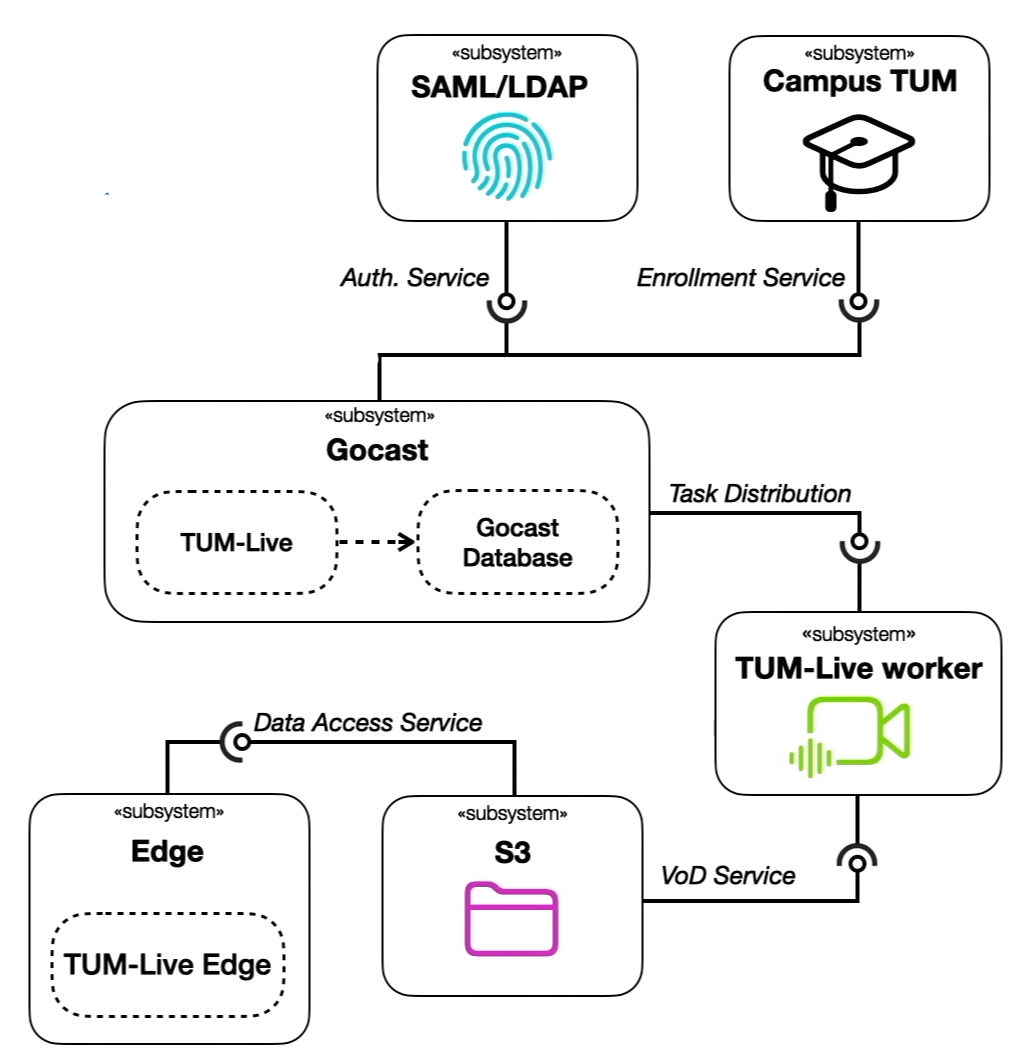 «subsystem»
SAML/LDAP
«subsystem»
Campus TUM
Auth. Service
Enrollment Service
«subsystem»
Gocast
TUM-Live
Gocast
Database
Task Distribution
«subsystem»
TUM-Live worker
Data Access Service
«subsystem»
Edge
TUM-Live Edge
«subsystem»
S3
VoD Service